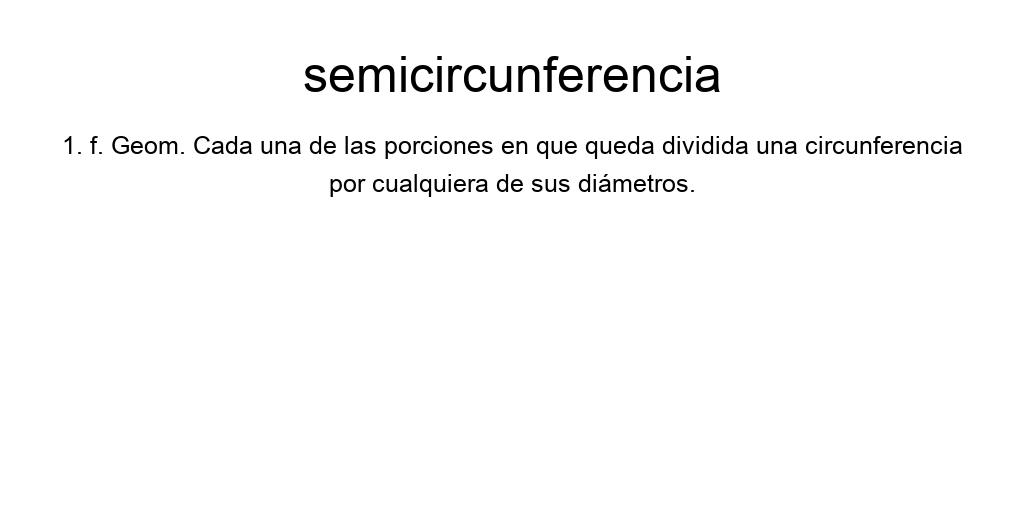 semicircunferencia
1. f. Geom. Cada una de las porciones en que queda dividida una circunferencia
por cualquiera de sus diámetros.